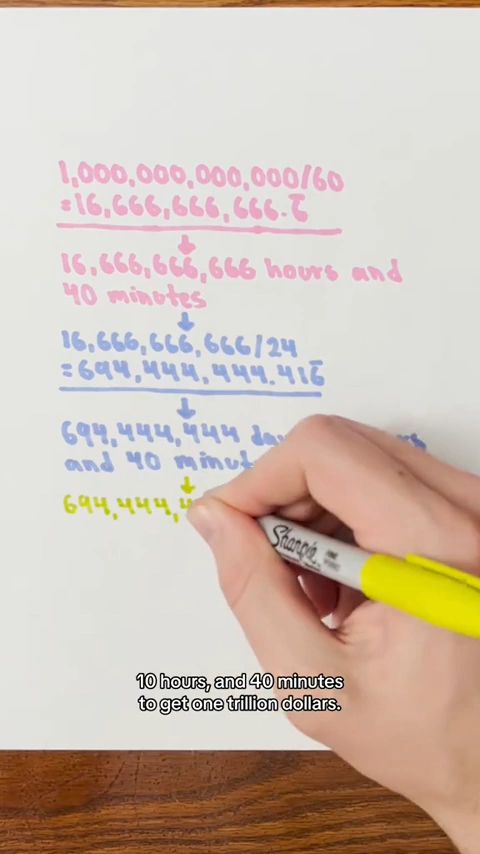 1,000,000,000,000/60
=16,666,666,666.6̅
16,666,666,666 hours and
40 minutes
16,666,666,666/24
=694,444,444.416̅
694,444,444
and 40
694,444,
Sharpie
10 hours, and 40 minutes
to get one trillion dollars.